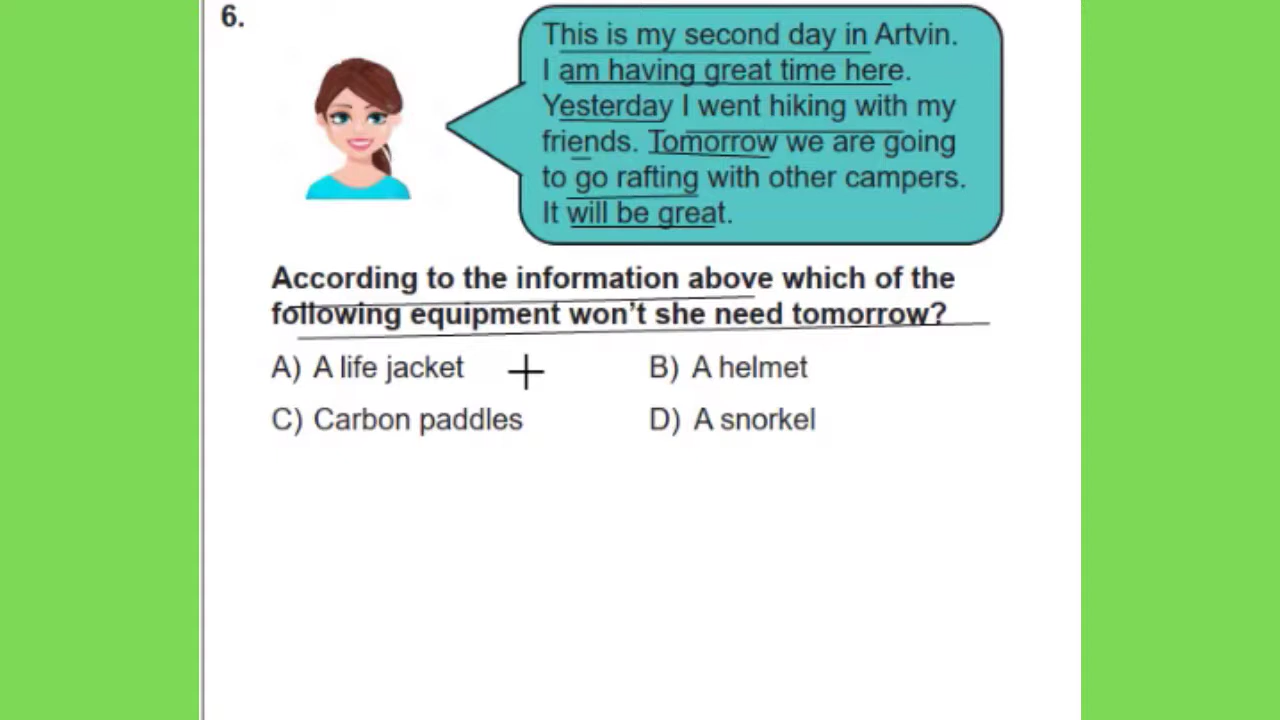 6.
This is my second day in Artvin.
I am having great time here.
Yesterday I went hiking with my
friends. Tomorrow we are going
to go rafting with other campers.
It will be great.
According to the information above which of the
following equipment won't she need tomorrow?
A) A life jacket
B) A helmet
C) Carbon paddles
D) A snorkel